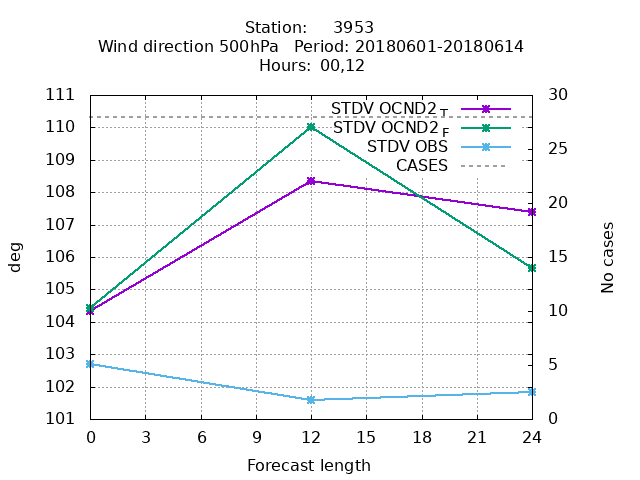 Station: 3953
Wind direction 500hPa Period: 20180601-20180614
Hours: 00,12
111 30
STDV OCND2 T
110 STDV OCND2 F
25
STDV OBS
109
CASES
108
20
107
106 15
deg
No cases
105
104 10
103
5
102
101 0
0 3 6 9 12 15 18 21 24
Forecast length